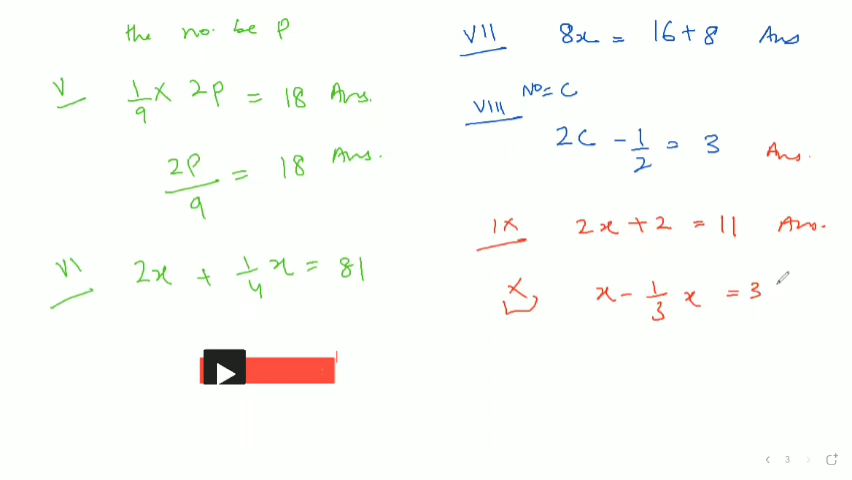 the no. be P
V 1/9 × 2P = 18 Ans.
2P/9 = 18 Ans.
VI 2x + 1/4 x = 81
VII 8x = 16+8 Ans
VIII No = C
2C - 1/2 = 3 Ans.
IX 2x + 2 = 11 Ans.
X x - 1/3 x = 3
3